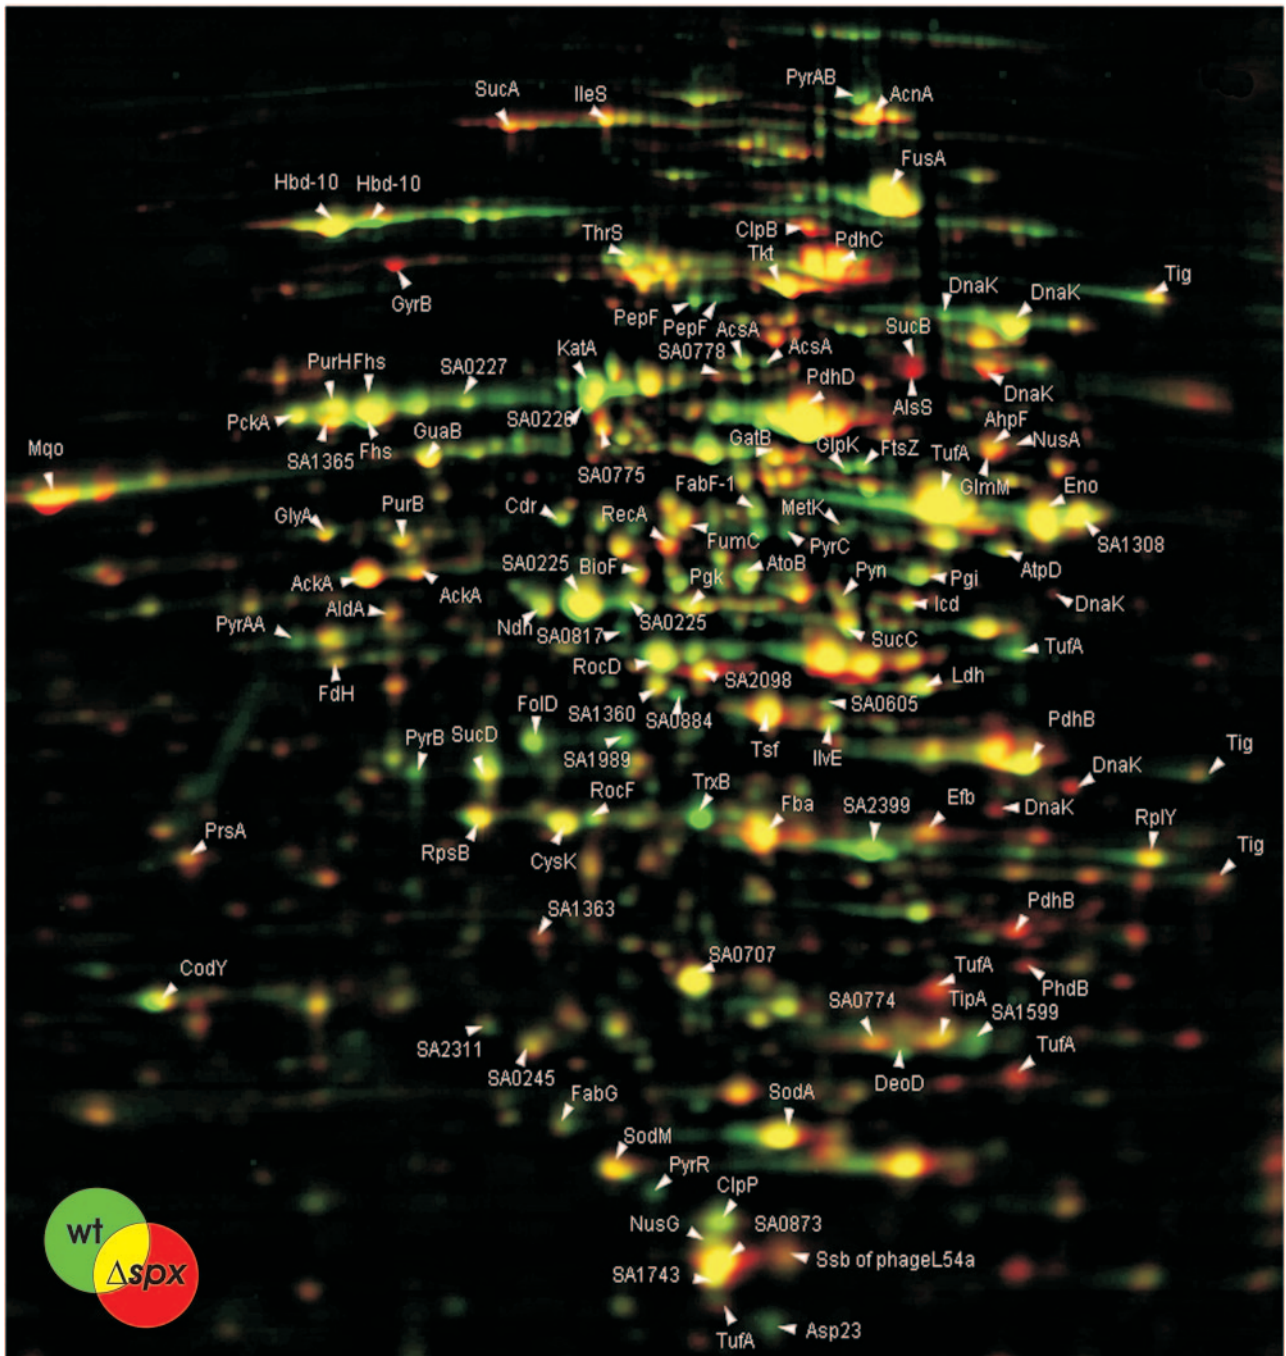 PyrAB
SucA
IleS
AcnA
FusA
Hbd-10
Hbd-10
ClpB
ThrS
PdhC
Tkt
GyrB
DnaK
Tig
DnaK
PepF
PepF
AcsA
SucB
SA0778
AcsA
KatA
PurHFhs
SA0227
PdhD
DnaK
AlsS
PckA
SA0226
AhpF
GuaB
GatB
GlpK
FtsZ
NusA
Mqo
SA1365
Fhs
SA0775
TufA
GlmM
Eno
FabF-1
PurB
Cdr
RecA
MetK
GlyA
FumC
PyrC
SA1308
SA0225
BioF
AtoB
AtpD
AckA
AckA
Pgk
Pyn
Pgi
AldA
Icd
DnaK
PyrAA
Ndh
SA0817
SA0225
SucC
TufA
RocD
FdH
SA2098
Ldh
FolD
SA1360
SA0884
SA0605
PyrB
SucD
SA1989
Tsf
IlvE
PdhB
Tig
DnaK
RocF
TrxB
Fba
SA2399
Efb
DnaK
RplY
PrsA
RpsB
CysK
Tig
SA1363
PdhB
CodY
SA0707
TufA
PhdB
SA0774
TipA
SA1599
SA2311
SA0245
TufA
DeoD
FabG
SodA
SodM
PyrR
ClpP
NusG
SA0873
Ssb of phageL54a
SA1743
TufA
Asp23
wt
Δspx